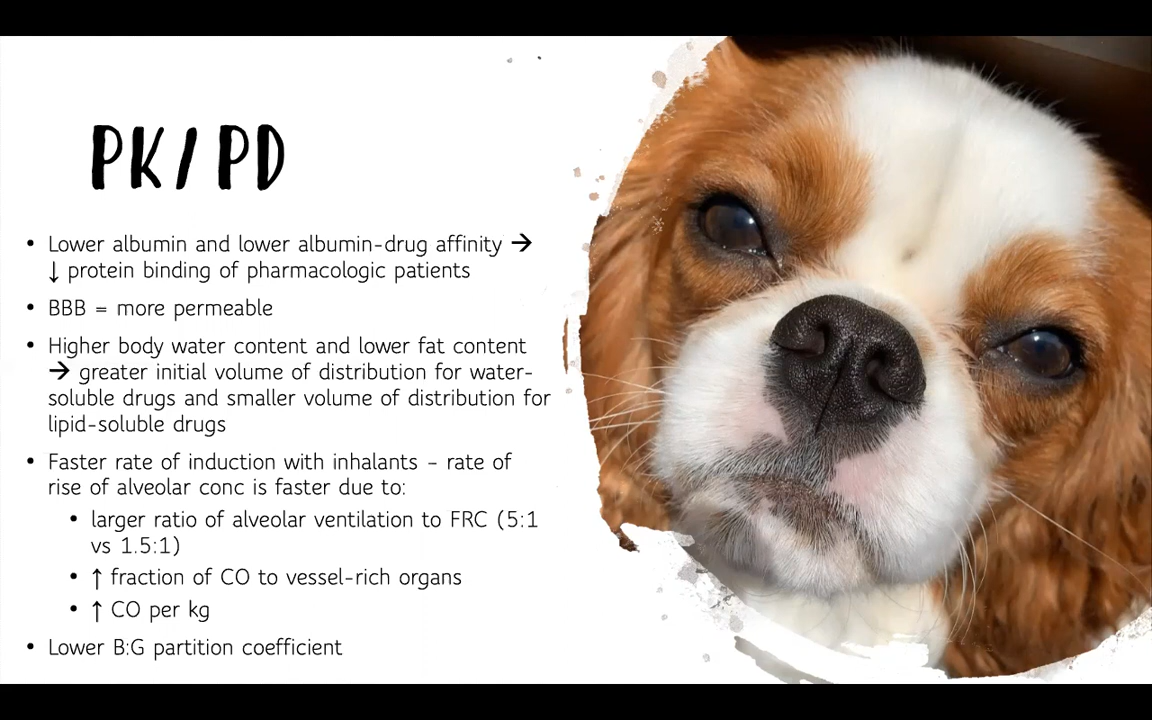 PK/PD
• Lower albumin and lower albumin-drug affinity →
↓ protein binding of pharmacologic patients
• BBB = more permeable
• Higher body water content and lower fat content
→ greater initial volume of distribution for water-
soluble drugs and smaller volume of distribution for
lipid-soluble drugs
• Faster rate of induction with inhalants – rate of
rise of alveolar conc is faster due to:
• larger ratio of alveolar ventilation to FRC (5:1
vs 1.5:1)
• ↑ fraction of CO to vessel-rich organs
• ↑ CO per kg
• Lower B:G partition coefficient